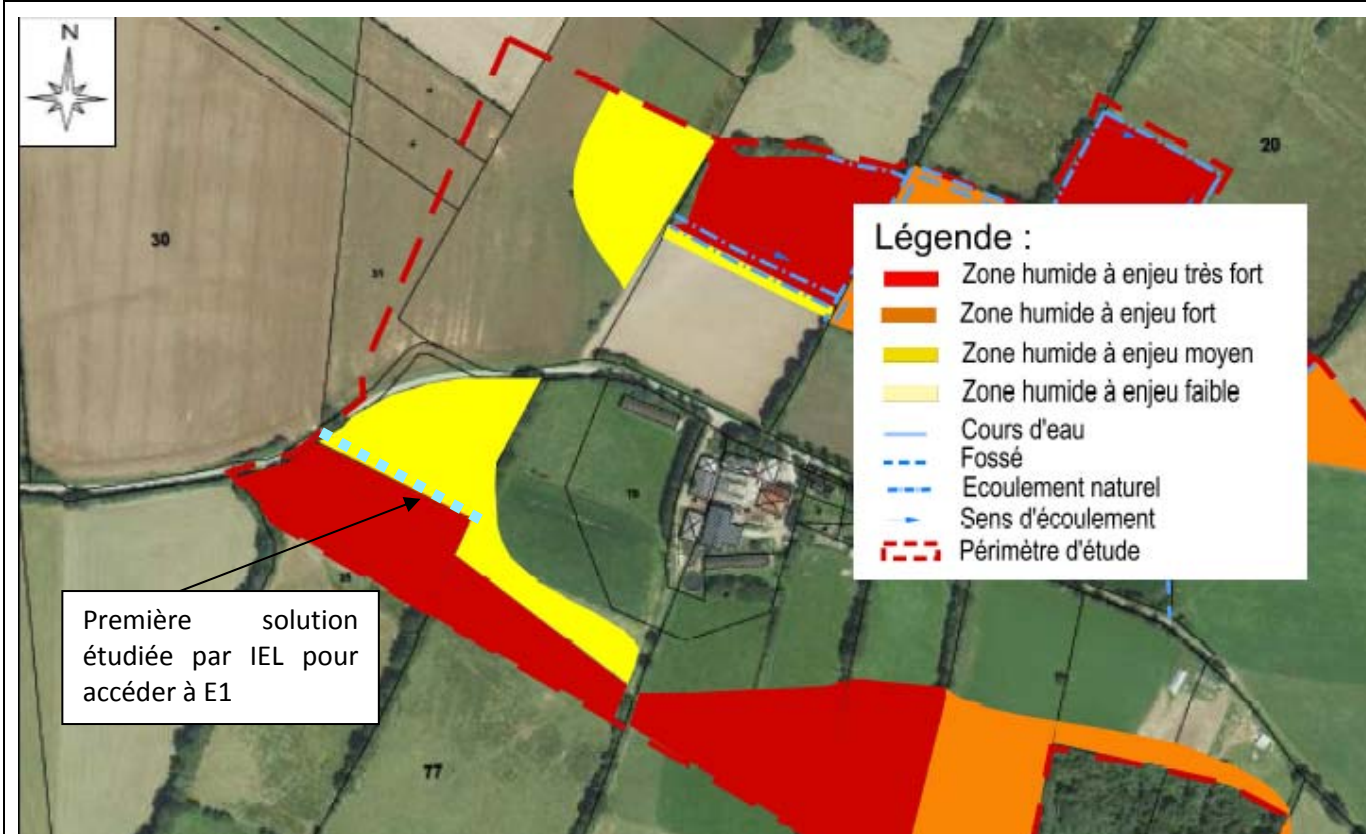 N
30
31
20
Légende :
Zone humide à enjeu très fort
Zone humide à enjeu fort
Zone humide à enjeu moyen
Zone humide à enjeu faible
Cours d'eau
Fossé
Ecoulement naturel
Sens d'écoulement
Périmètre d'étude
Première solution
étudiée par IEL pour
accéder à E1
77